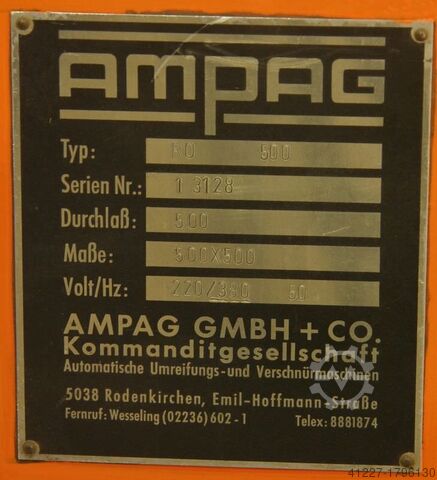 AMPAG
Typ: RO 500
Serien Nr.: 1 3128
Durchlaß: 500
Maße: 500X500
Volt/Hz: 220/380 50
AMPAG GMBH + CO.
Kommanditgesellschaft
Automatische Umreifungs- und Verschnürmaschinen
5038 Rodenkirchen, Emil-Hoffmann-Straße
Fernruf: Wesseling (02236) 602 - 1 Telex: 8881874
41227-1796130